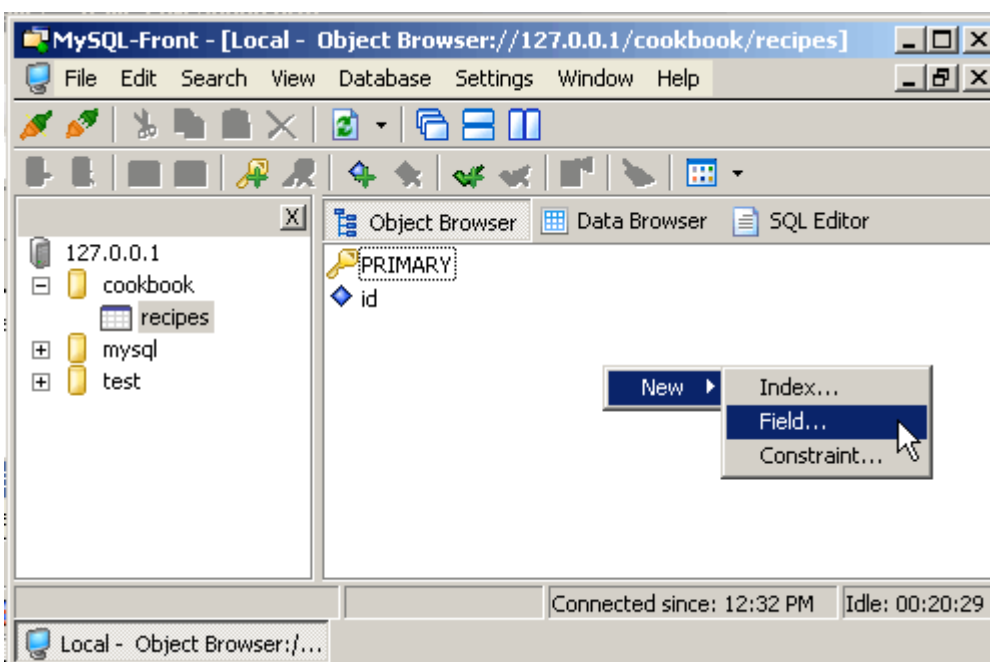 MySQL-Front - [Local - Object Browser://127.0.0.1/cookbook/recipes]
File Edit Search View Database Settings Window Help
Object Browser Data Browser SQL Editor
127.0.0.1
cookbook
recipes
mysql
test
PRIMARY
id
New
Index...
Field...
Constraint...
Connected since: 12:32 PM Idle: 00:20:29
Local - Object Browser:/...